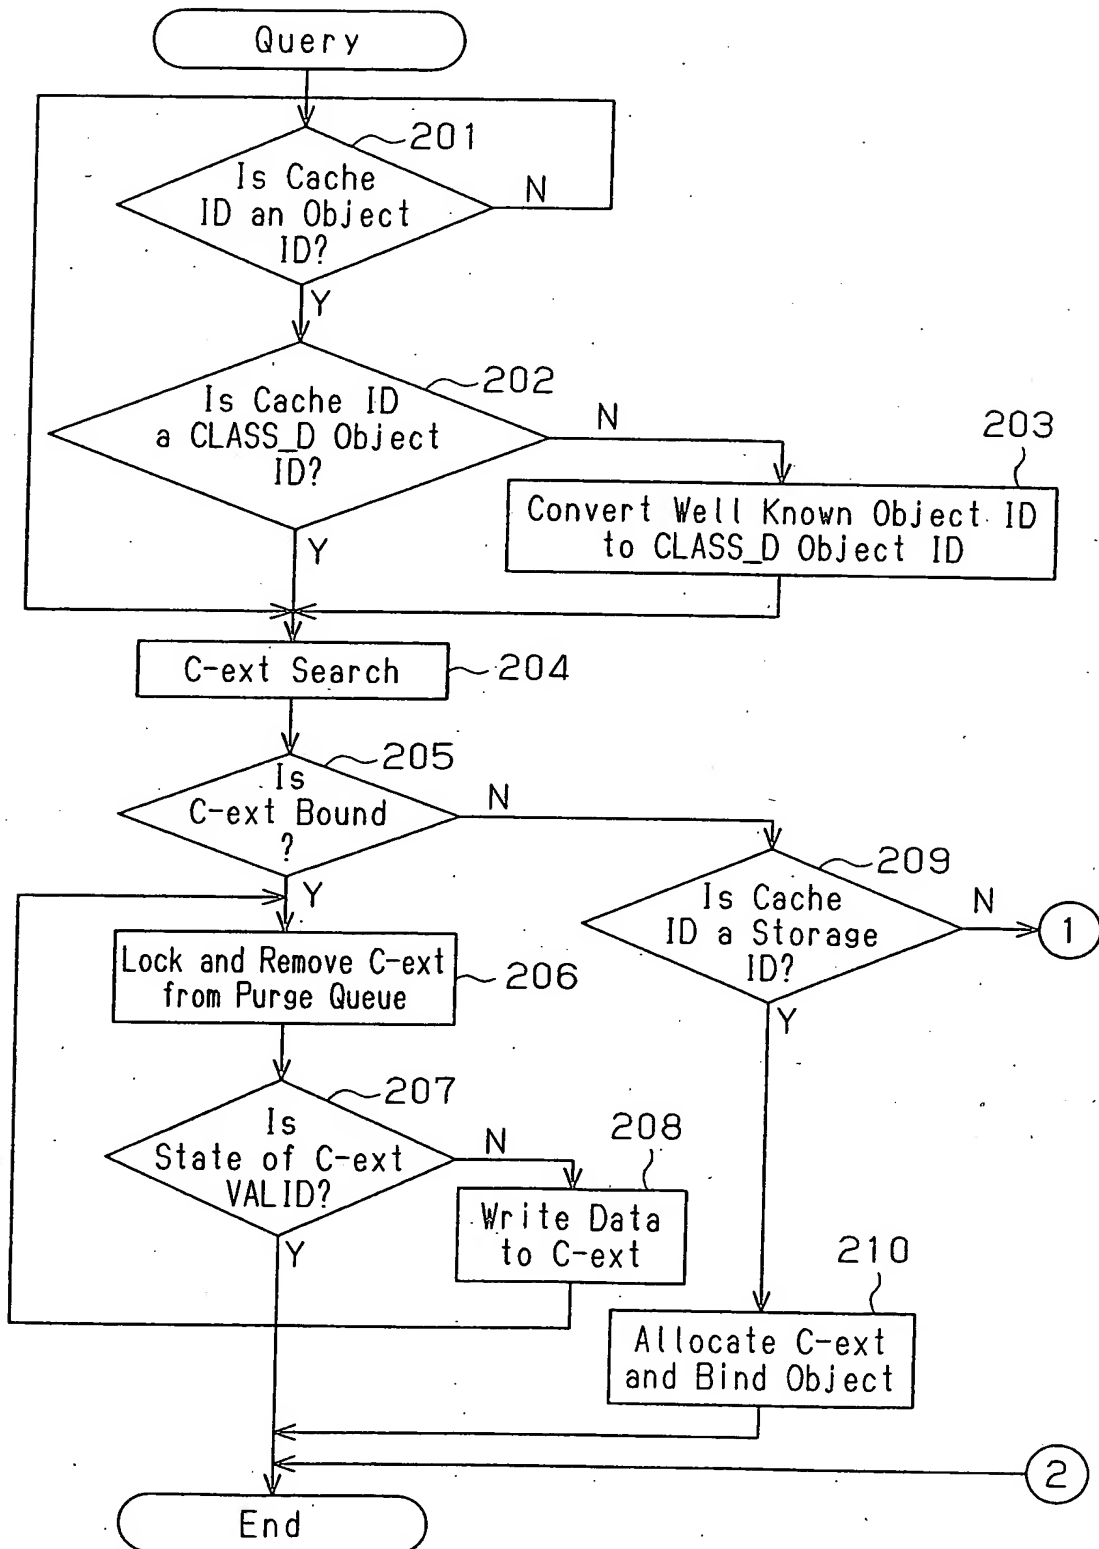 Query
201
Is Cache
ID an Object
ID?
N
Y
202
Is Cache ID
a CLASS_D Object
ID?
N
Y
203
Convert Well Known Object ID
to CLASS_D Object ID
C-ext Search
204
205
Is
C-ext Bound
?
N
Y
209
Is Cache
ID a Storage
ID?
N
1
Y
Lock and Remove C-ext
from Purge Queue
206
207
Is
State of C-ext
VALID?
N
Y
208
Write Data
to C-ext
210
Allocate C-ext
and Bind Object
2
End